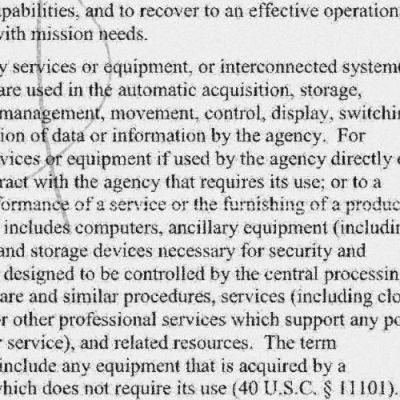 pabilities, and to recover to an effective operation
with mission needs.
y services or equipment, or interconnected system
are used in the automatic acquisition, storage,
management, movement, control, display, switchin
ion of data or information by the agency. For
vices or equipment if used by the agency directly
ract with the agency that requires its use; or to a
formance of a service or the furnishing of a produc
includes computers, ancillary equipment (includin
and storage devices necessary for security and
designed to be controlled by the central processin
are and similar procedures, services (including clo
r other professional services which support any po
service), and related resources. The term
include any equipment that is acquired by a
which does not require its use (40 U.S.C. § 11101).